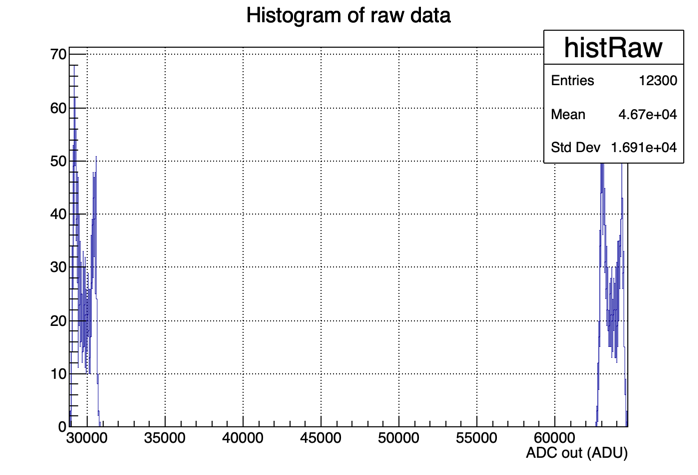 Histogram of raw data
histRaw
Entries 12300
Mean 4.67e+04
Std Dev 1.691e+04
70
60
50
40
30
20
10
0
30000 35000 40000 45000 50000 55000 60000
ADC out (ADU)